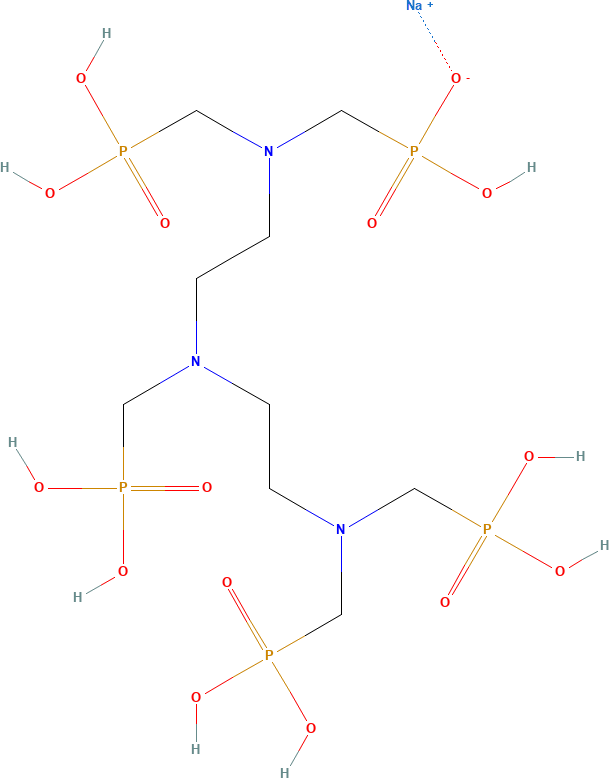 Na +
H
O O -
P N P
H H
O O O O
N
H O H
O P O N P
H O O H
H O O
O
P
O O
H H